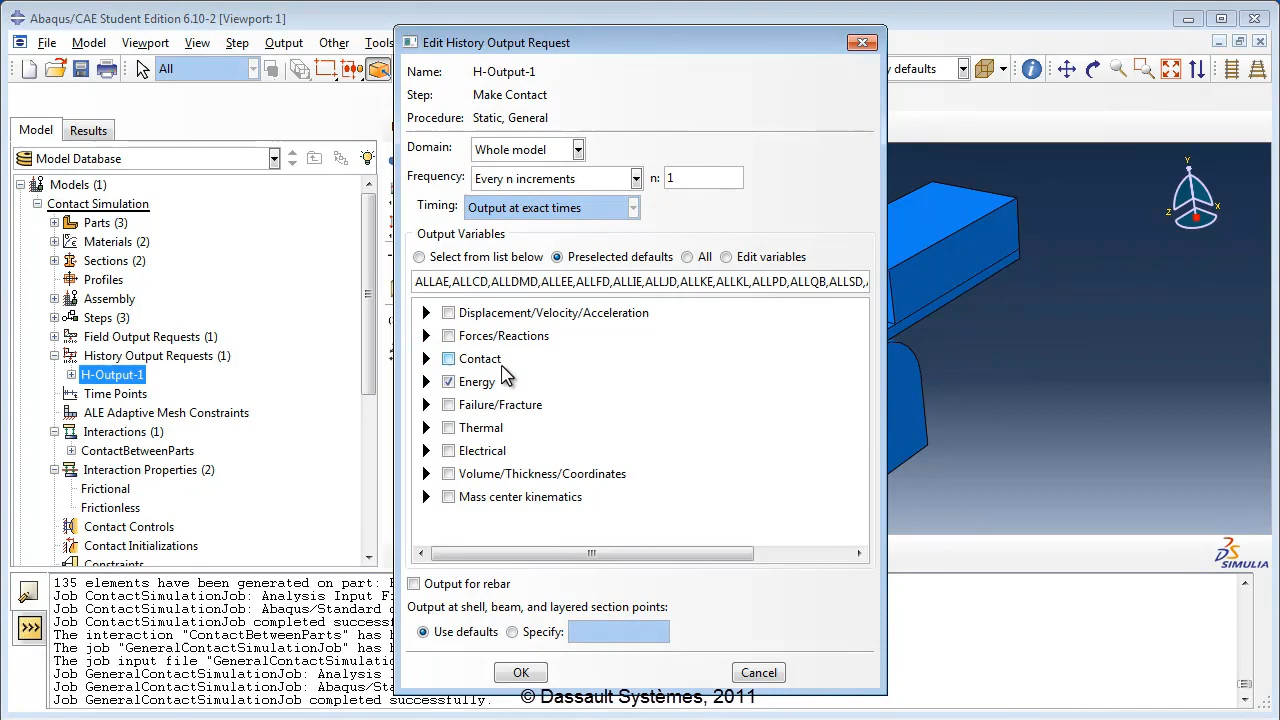 Abaqus/CAE Student Edition 6.10-2 [Viewport: 1]
File Model Viewport View Step Output Other Tools
All
y defaults
Model Results
Model Database
Models (1)
Contact Simulation
Parts (3)
Materials (2)
Sections (2)
Profiles
Assembly
Steps (3)
Field Output Requests (1)
History Output Requests (1)
H-Output-1
Time Points
ALE Adaptive Mesh Constraints
Interactions (1)
ContactBetweenParts
Interaction Properties (2)
Frictional
Frictionless
Contact Controls
Contact Initializations
Constraints
Edit History Output Request
Name: H-Output-1
Step: Make Contact
Procedure: Static, General
Domain: Whole model
Frequency: Every n increments n: 1
Timing: Output at exact times
Output Variables
Select from list below Preselected defaults All Edit variables
ALLAE,ALLCD,ALLDMD,ALLEE,ALLFD,ALLIE,ALLJD,ALLKE,ALLKL,ALLPD,ALLQB,ALLSD,
Displacement/Velocity/Acceleration
Forces/Reactions
Contact
Energy
Failure/Fracture
Thermal
Electrical
Volume/Thickness/Coordinates
Mass center kinematics
Output for rebar
Output at shell, beam, and layered section points:
Use defaults Specify:
OK Cancel
Y
Z X
SIMULIA
135 elements have been generated on part:
Job ContactSimulationJob: Analysis Input Fi
Job ContactSimulationJob: Abaqus/Standard c
Job ContactSimulationJob completed successf
The interaction "ContactBetweenParts" has b
The job "GeneralContactSimulationJob" has b
The job input file "GeneralContactSimulatio
Job GeneralContactSimulationJob: Analysis
Job GeneralContactSimulationJob: Abaqus/Sta
Job GeneralContactSimulationJob completed successfully.
© Dassault Systèmes, 2011